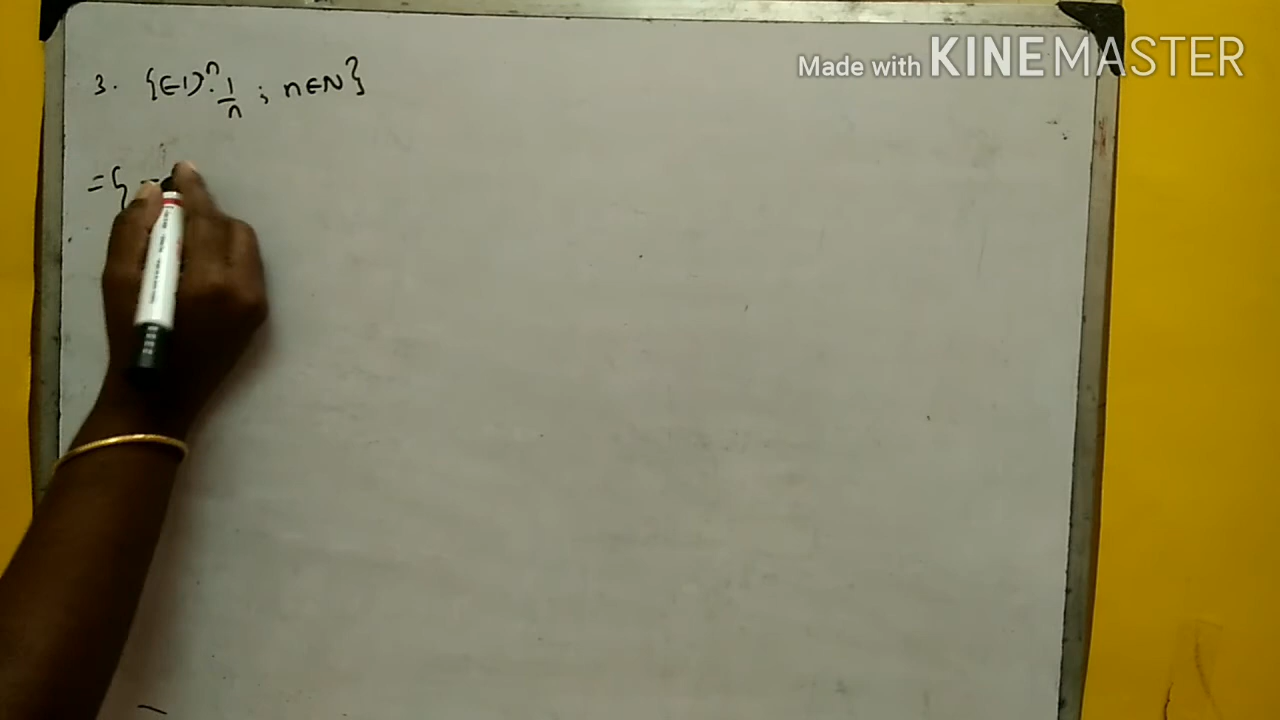 Made with KINEMASTER
3. {(-1)ⁿ. 1/n ; n∈N}
= { -